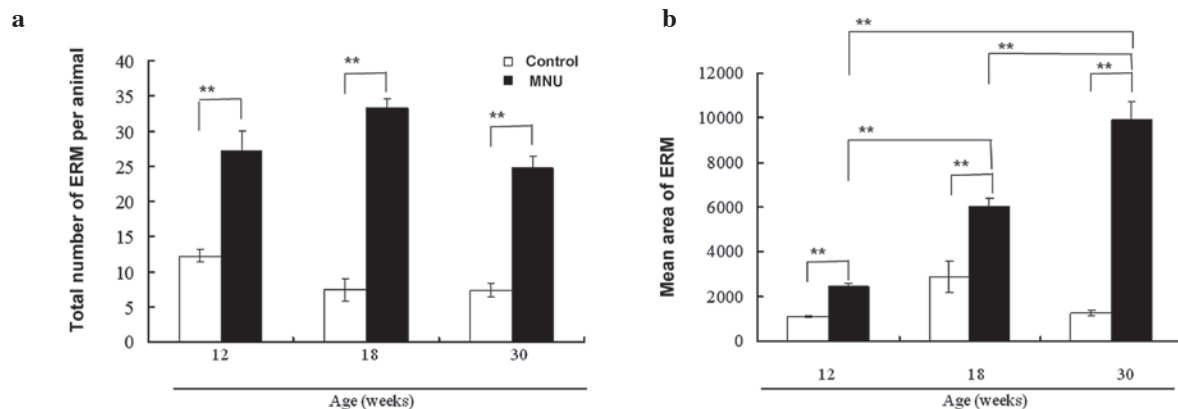 a
Total number of ERM per animal
40
35
30
25
20
15
10
5
0
Control
MNU
**
**
**
12 18 30
Age (weeks)
b
Mean area of ERM
12000
10000
8000
6000
4000
2000
0
**
**
**
**
**
**
12 18 30
Age (weeks)